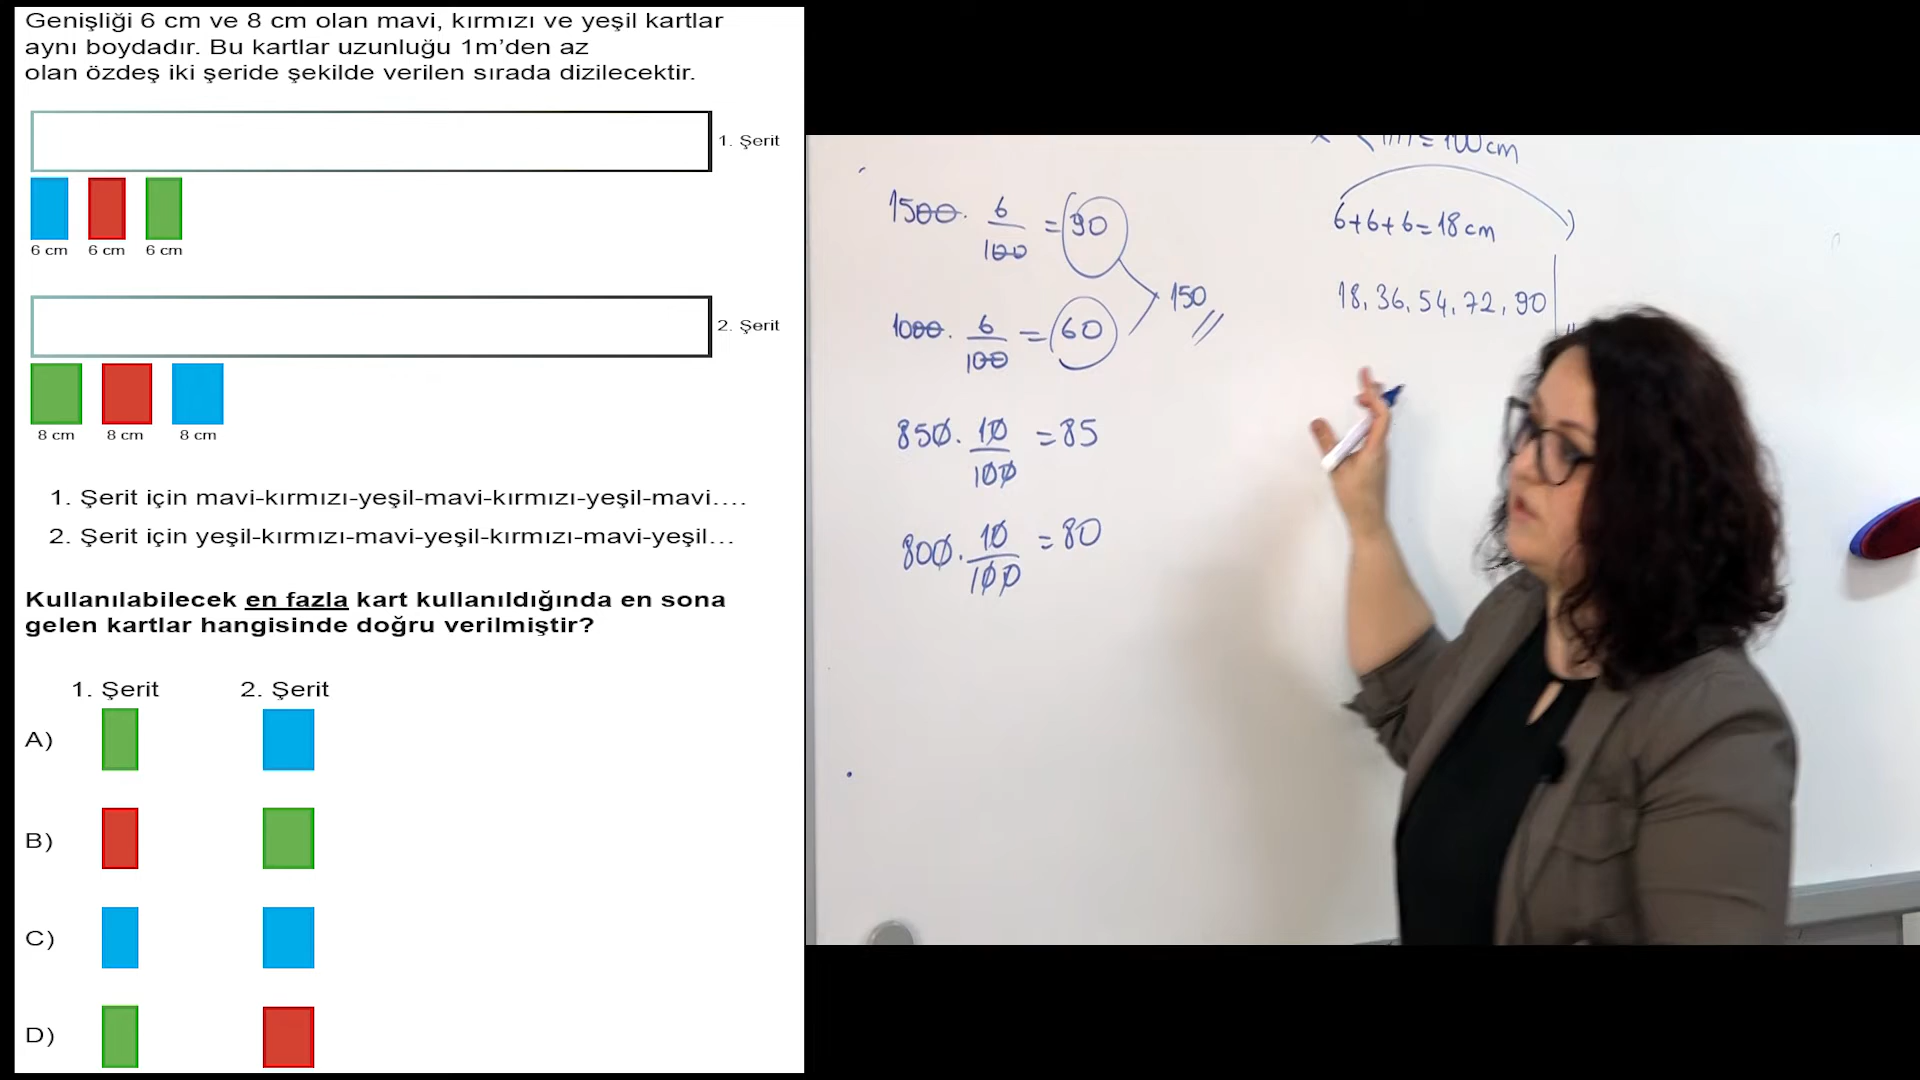 Genişliği 6 cm ve 8 cm olan mavi, kırmızı ve yeşil kartlar
aynı boydadır. Bu kartlar uzunluğu 1m’den az
olan özdeş iki şeride şekilde verilen sırada dizilecektir.
1. Şerit
6 cm 6 cm 6 cm
2. Şerit
8 cm 8 cm 8 cm
1. Şerit için mavi-kırmızı-yeşil-mavi-kırmızı-yeşil-mavi....
2. Şerit için yeşil-kırmızı-mavi-yeşil-kırmızı-mavi-yeşil...
Kullanılabilecek en fazla kart kullanıldığında en sona
gelen kartlar hangisinde doğru verilmiştir?
1. Şerit 2. Şerit
A)
B)
C)
D)
1500 · 6/100 = 90
1000 · 6/100 = 60
150
850 · 10/100 = 85
800 · 10/100 = 80
= 100 cm
6+6+6=18 cm
18, 36, 54, 72, 90